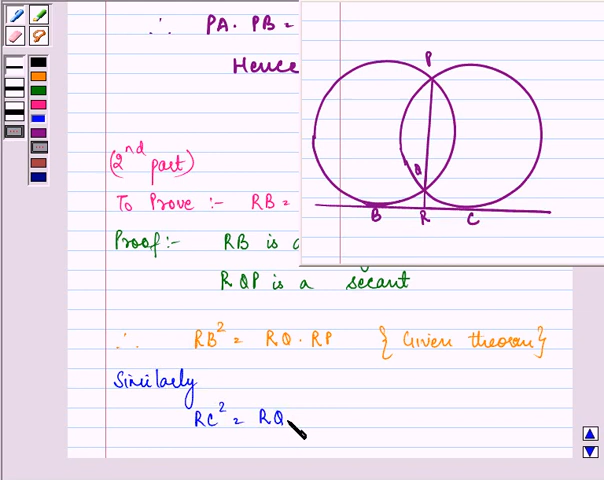 ∴ PA · PB =
Hence
P
Q
B R C
(2nd part)
To Prove :- RB =
Proof :- RB is a
RQP is a secant
∴ RB² = RQ · RP { Given theorem }
Similarly
RC² = RQ